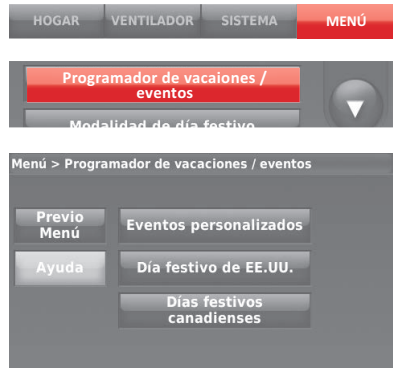 HOGAR VENTILADOR SISTEMA MENÚ
Programador de vacaiones /
eventos
Modalidad de día festivo
Menú > Programador de vacaciones / eventos
Previo
Menú
Eventos personalizados
Ayuda
Día festivo de EE.UU.
Días festivos
canadienses